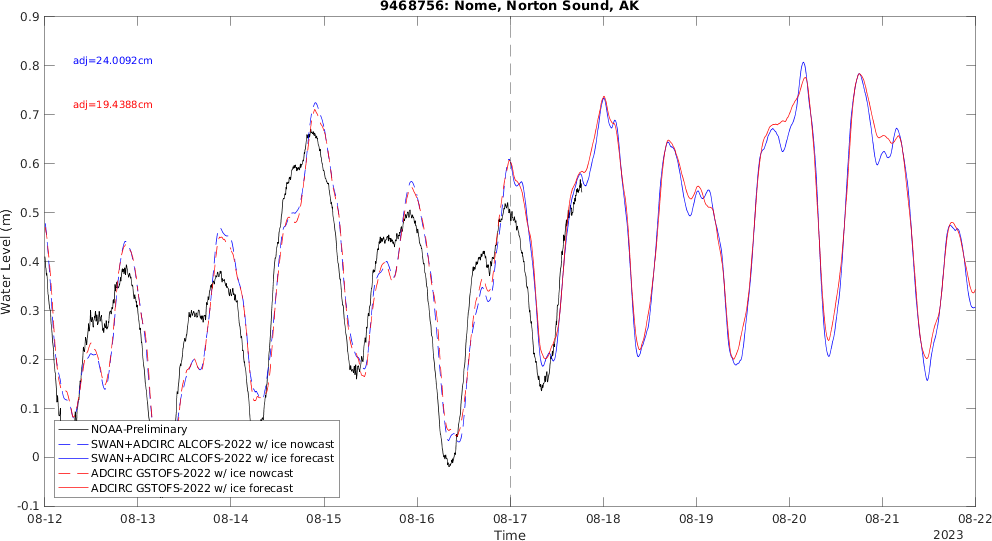 9468756: Nome, Norton Sound, AK
0.9
0.8
0.7
0.6
0.5
0.4
0.3
0.2
0.1
0
-0.1
Water Level (m)
adj=24.0092cm
adj=19.4388cm
NOAA-Preliminary
SWAN+ADCIRC ALCOFS-2022 w/ ice nowcast
SWAN+ADCIRC ALCOFS-2022 w/ ice forecast
ADCIRC GSTOFS-2022 w/ ice nowcast
ADCIRC GSTOFS-2022 w/ ice forecast
08-12 08-13 08-14 08-15 08-16 08-17 08-18 08-19 08-20 08-21 08-22
Time
2023